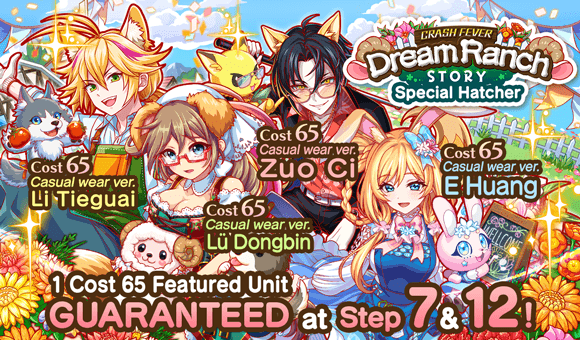 CRASH FEVER
Dream Ranch
STORY
Special Hatcher
Cost 65
Casual wear ver.
Li Tieguai
Cost 65
Casual wear ver.
Lü Dongbin
Cost 65
Casual wear ver.
Zuo Ci
Cost 65
Casual wear ver.
E Huang
1 Cost 65 Featured Unit
GUARANTEED at Step 7 & 12!